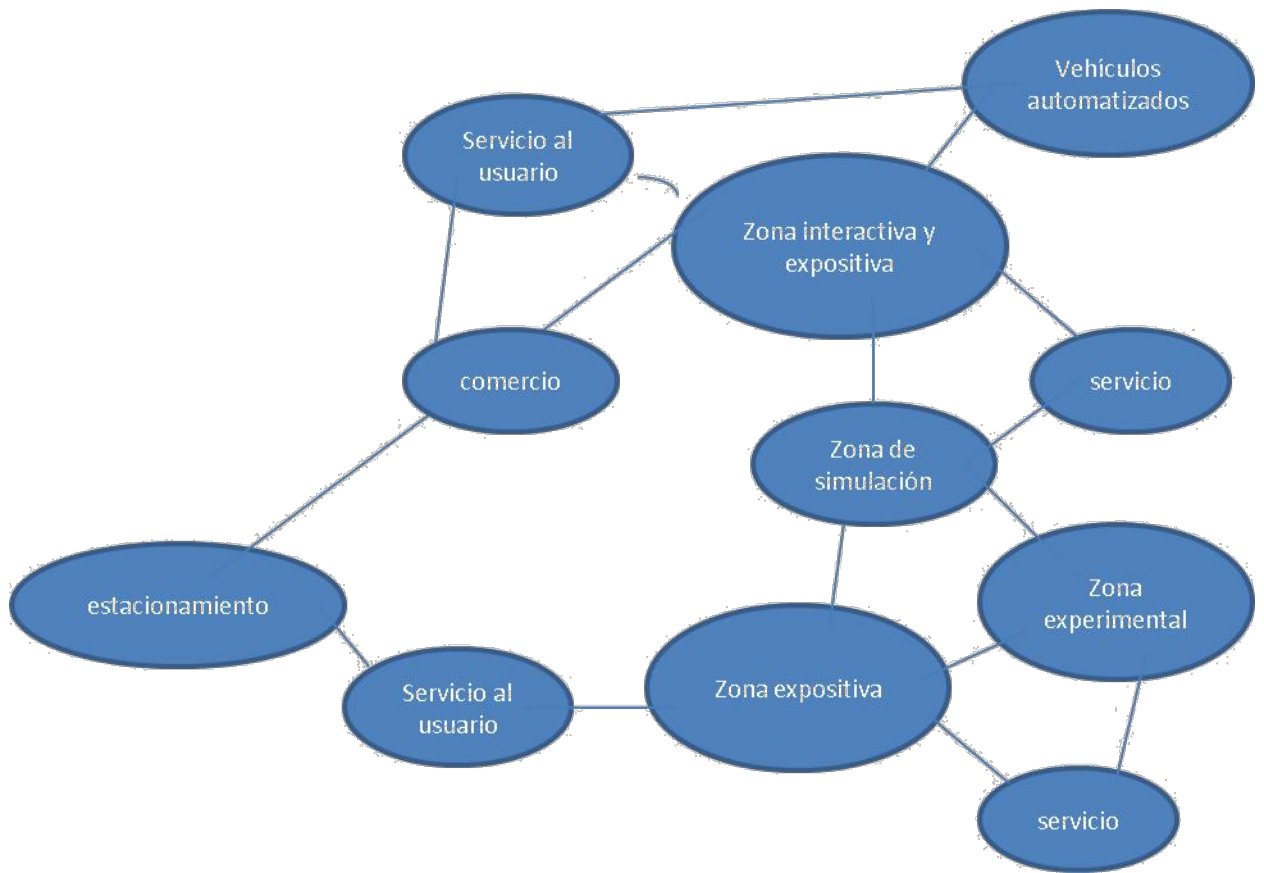 Vehículos
automatizados
Servicio al
usuario
Zona interactiva y
expositiva
comercio
servicio
Zona de
simulación
estacionamiento
Zona
experimental
Servicio al
usuario
Zona expositiva
servicio